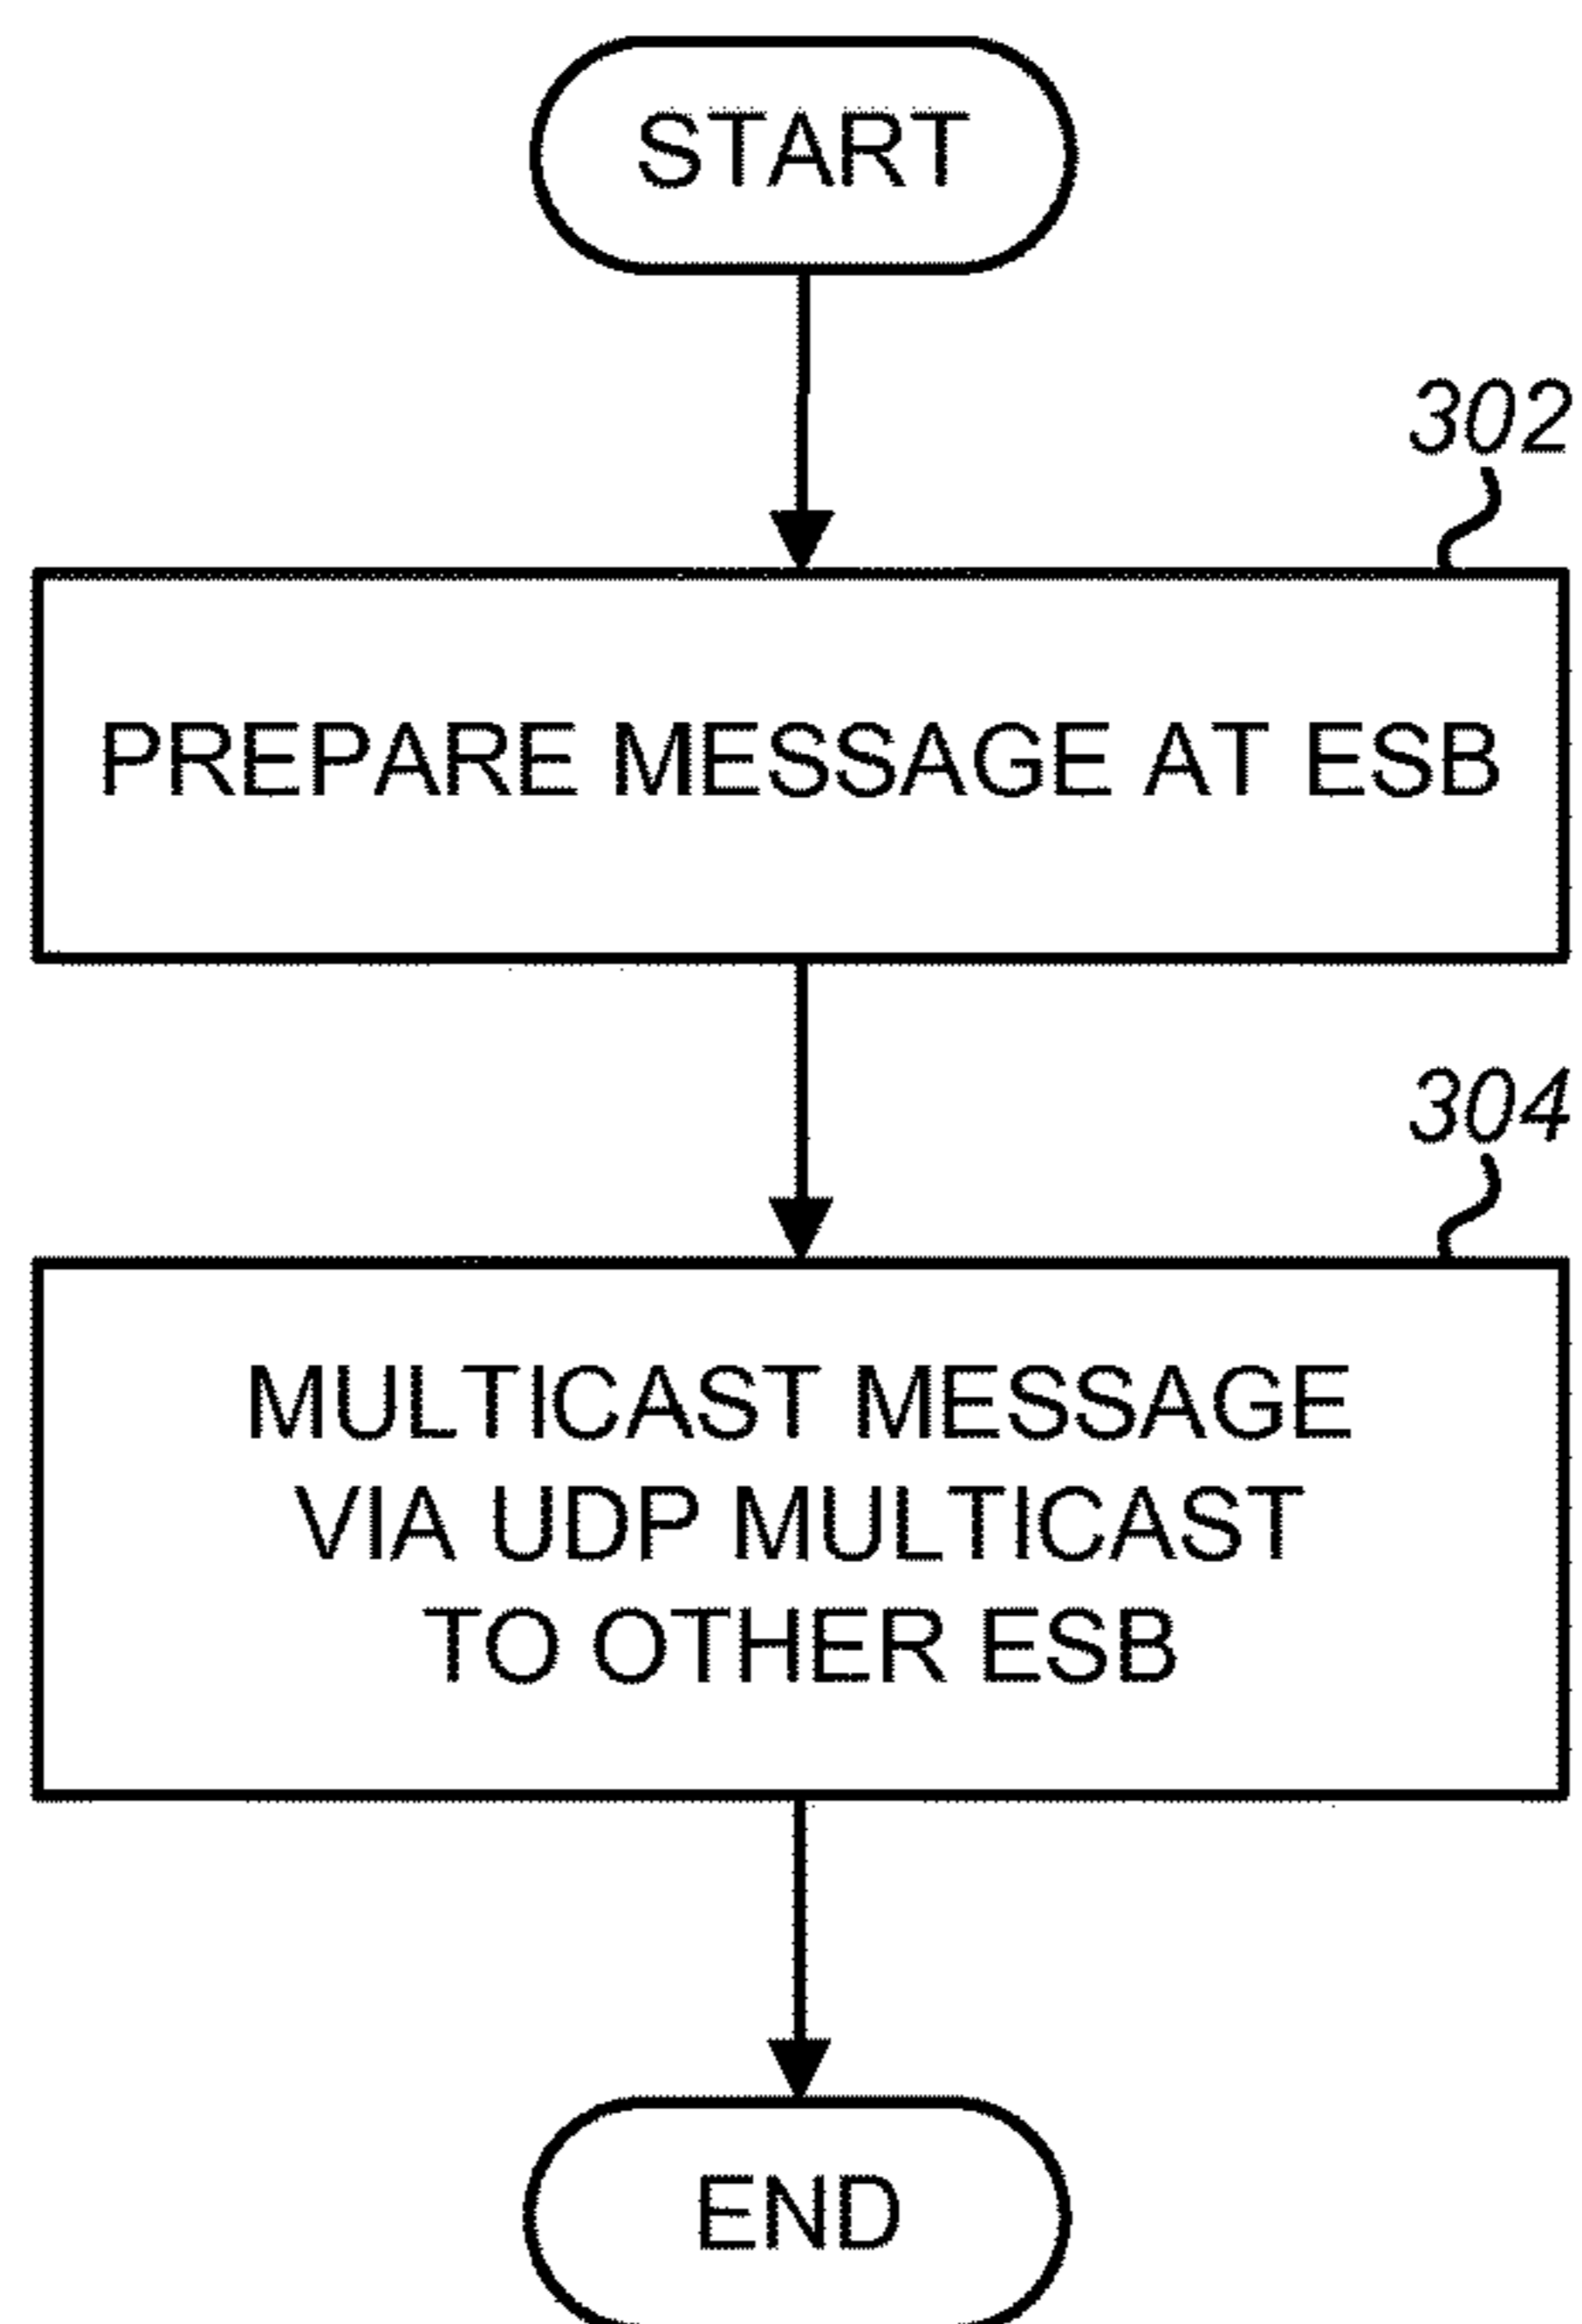 START
302
PREPARE MESSAGE AT ESB
304
MULTICAST MESSAGE
VIA UDP MULTICAST
TO OTHER ESB
END